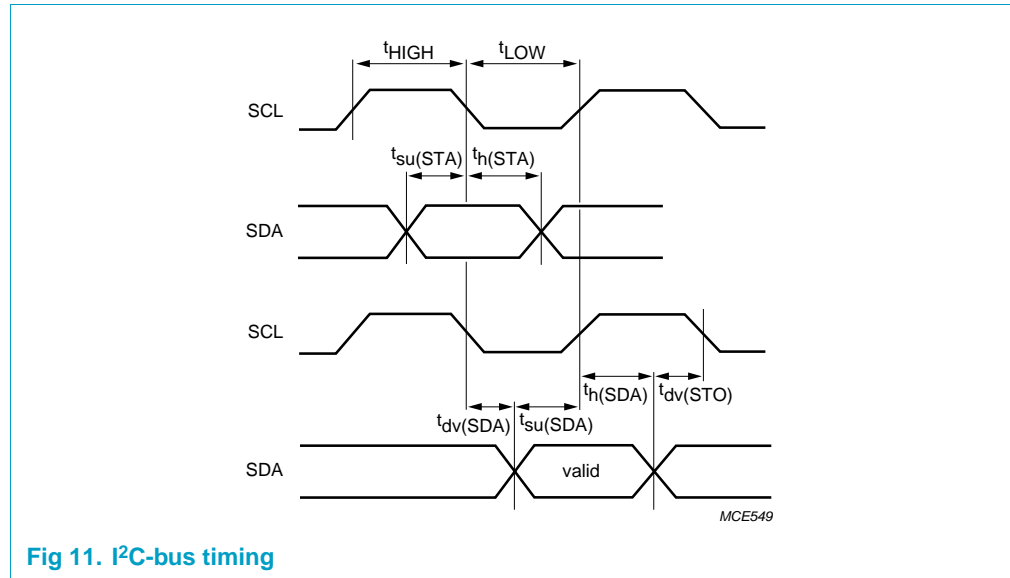 tHIGH tLOW
SCL
tsu(STA) th(STA)
SDA
SCL
th(SDA) tdv(STO)
tdv(SDA) tsu(SDA)
SDA valid
MCE549
Fig 11. I²C-bus timing